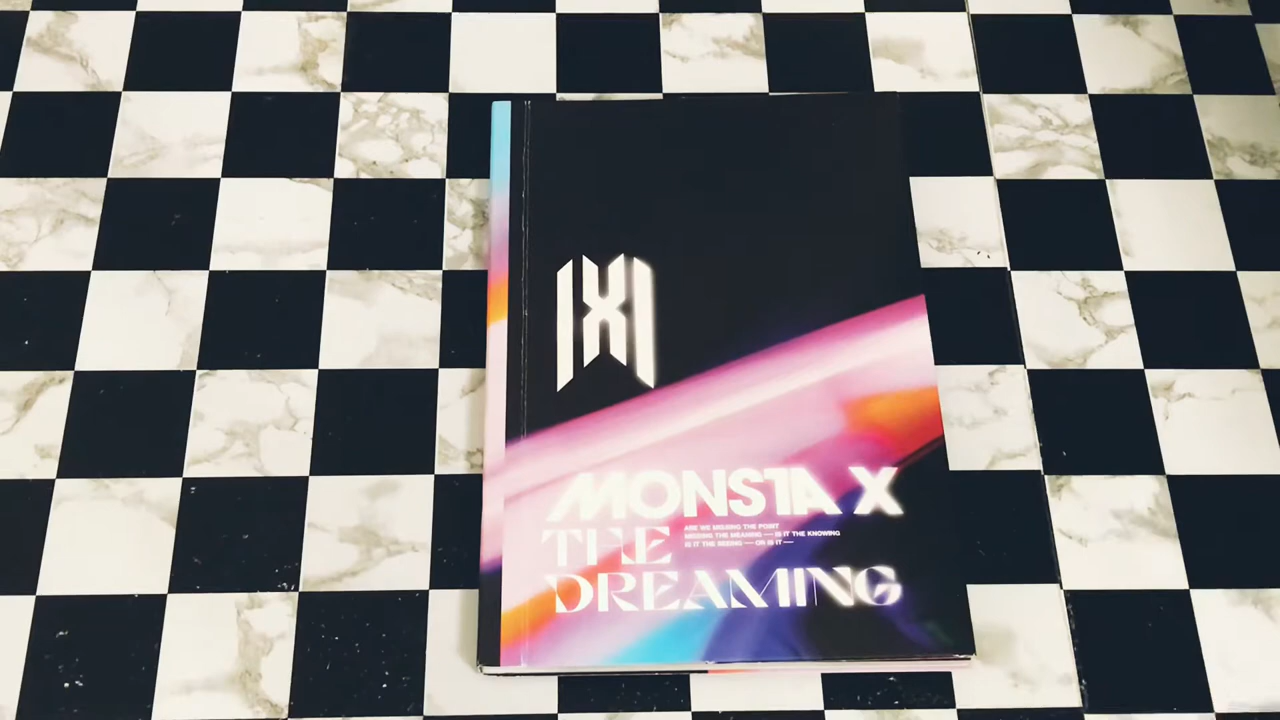 MONSTA X
THE
ARE WE MISSING THE POINT
MISSING THE MEANING — IS IT THE KNOWING
IS IT THE SEEING — OR IS IT —
DREAMING